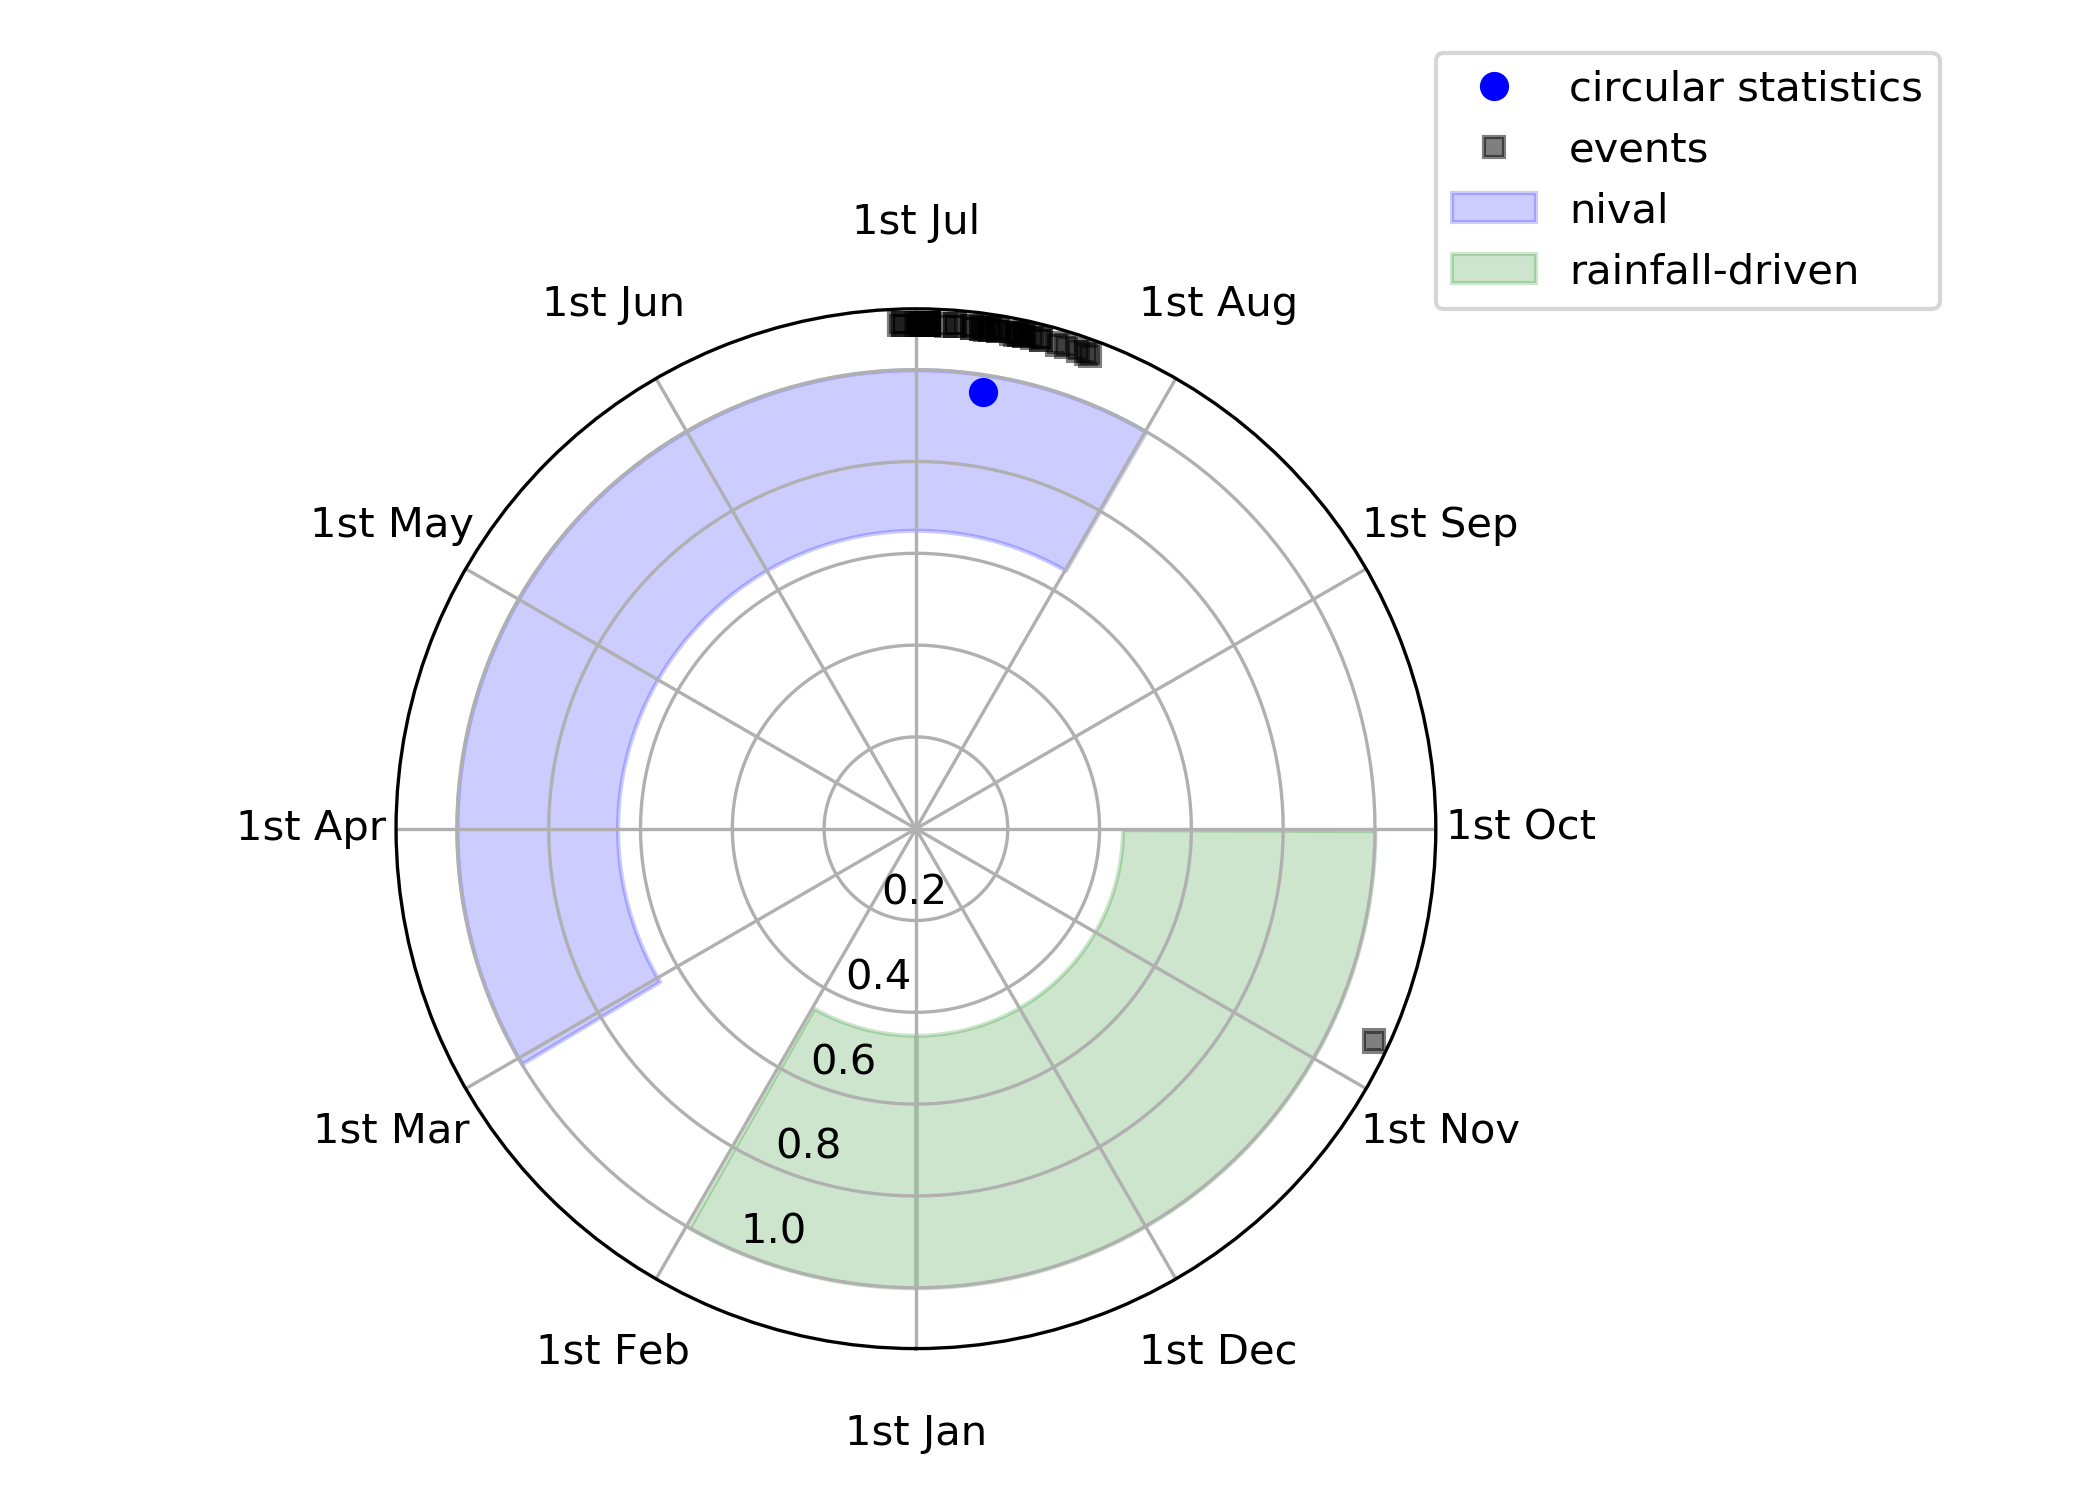 circular statistics
events
nival
rainfall-driven
1st Jul
1st Jun
1st Aug
1st May
1st Sep
1st Apr
1st Oct
0.2
0.4
0.6
0.8
1.0
1st Mar
1st Nov
1st Feb
1st Dec
1st Jan